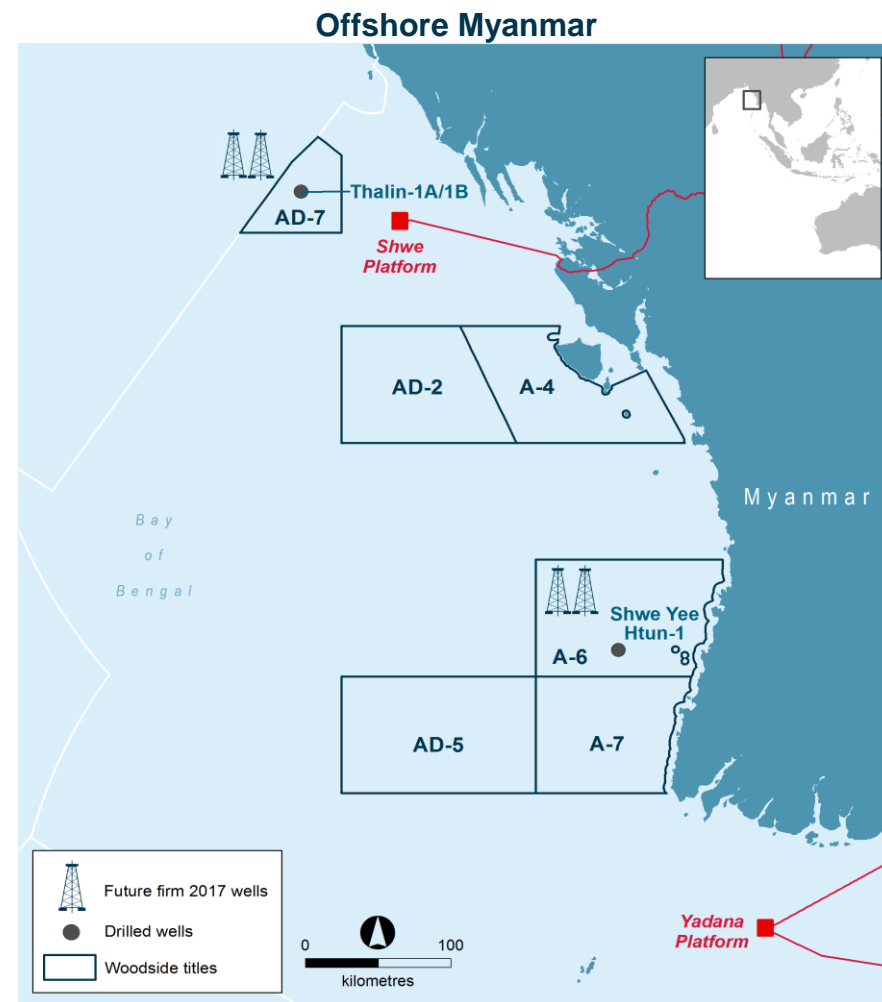 Offshore Myanmar
Thalin-1A/1B
AD-7
Shwe
Platform
AD-2
A-4
Myanmar
Bay
of
Bengal
Shwe Yee
Htun-1
A-6
AD-5
A-7
Yadana
Platform
Future firm 2017 wells
Drilled wells
Woodside titles
0
100
kilometres